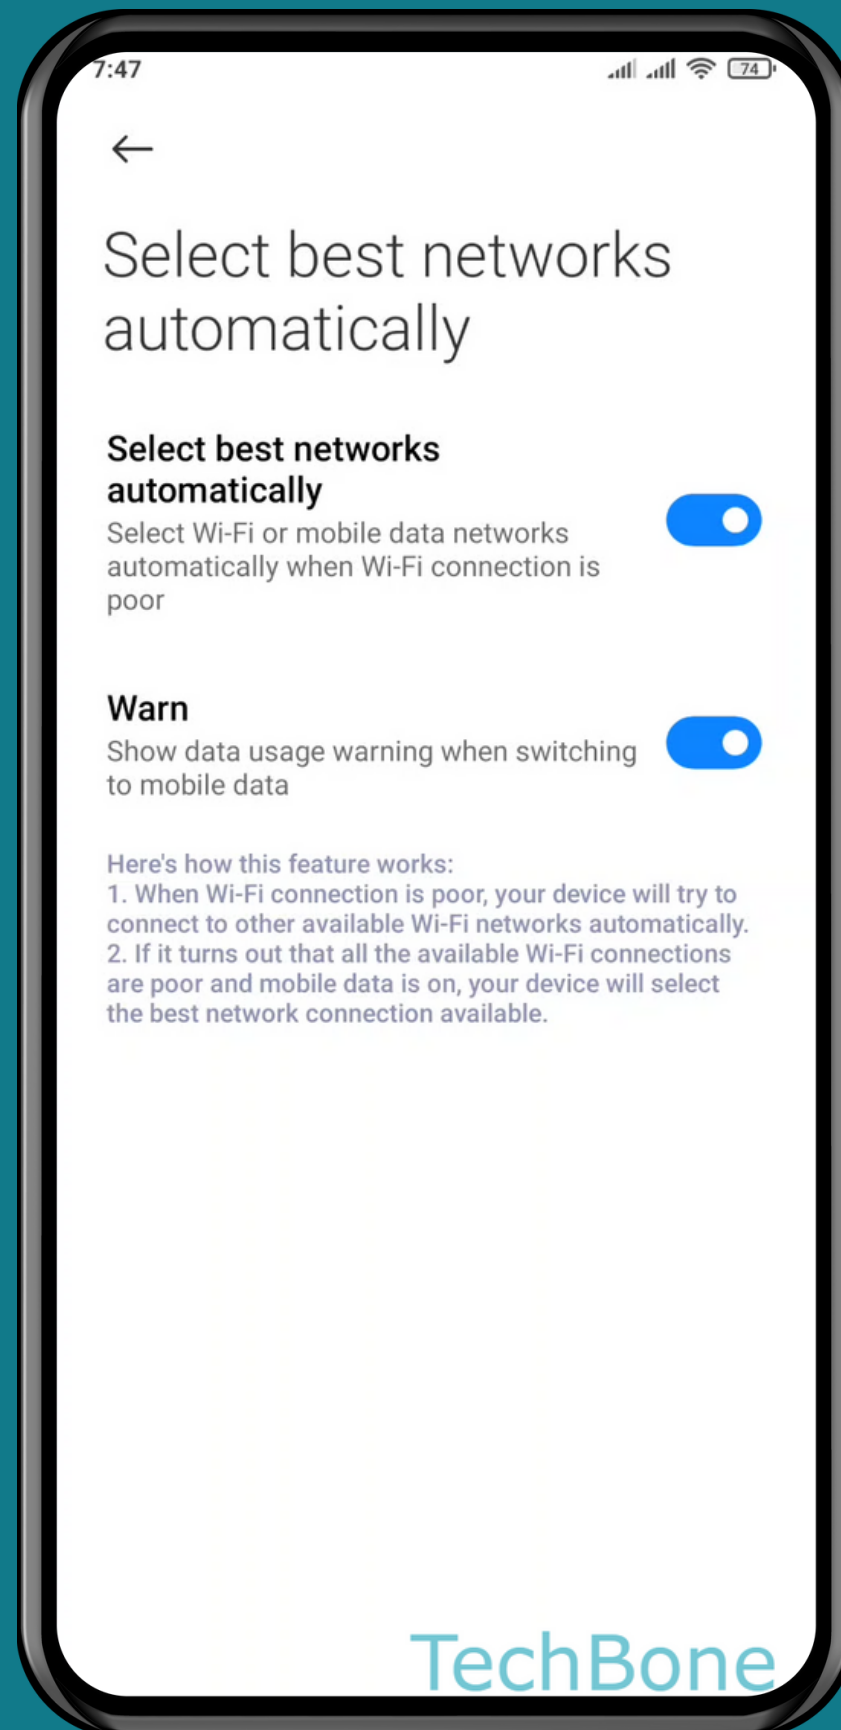 7:47
74
Select best networks
automatically
Select best networks
automatically
Select Wi-Fi or mobile data networks
automatically when Wi-Fi connection is
poor
Warn
Show data usage warning when switching
to mobile data
Here's how this feature works:
1. When Wi-Fi connection is poor, your device will try to
connect to other available Wi-Fi networks automatically.
2. If it turns out that all the available Wi-Fi connections
are poor and mobile data is on, your device will select
the best network connection available.
TechBone